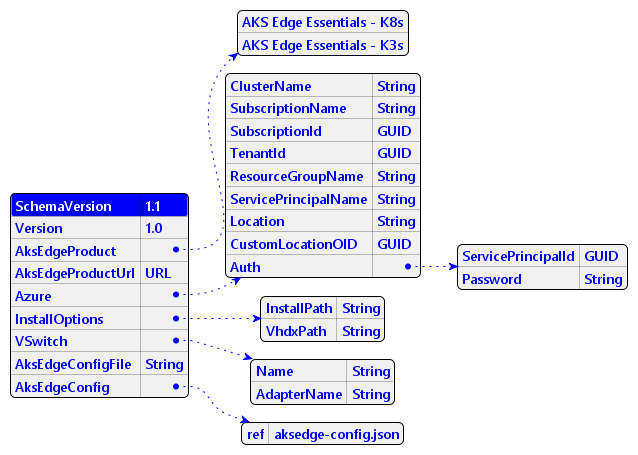 AKS Edge Essentials - K8s
AKS Edge Essentials - K3s
ClusterName String
SubscriptionName String
SubscriptionId GUID
TenantId GUID
ResourceGroupName String
ServicePrincipalName String
Location String
CustomLocationOID GUID
Auth
ServicePrincipalId GUID
Password String
SchemaVersion 1.1
Version 1.0
AksEdgeProduct
AksEdgeProductUrl URL
Azure
InstallOptions
VSwitch
AksEdgeConfigFile String
AksEdgeConfig
InstallPath String
VhdxPath String
Name String
AdapterName String
ref aksedge-config.json